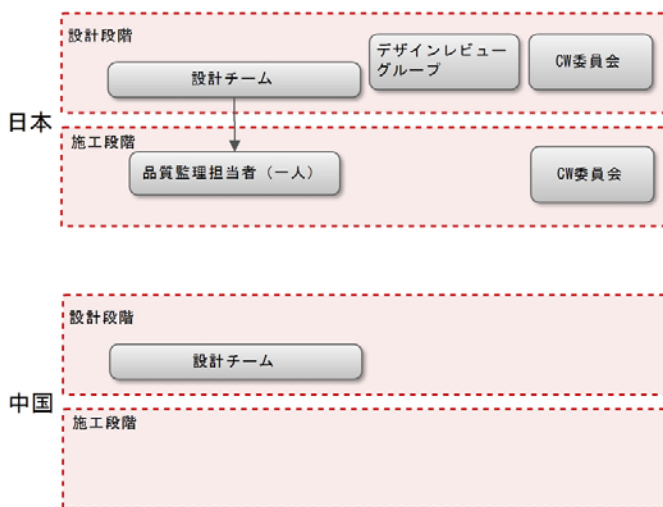 設計段階
設計チーム
デザインレビュー
グループ
CW委員会
日本
施工段階
品質監理担当者（一人）
CW委員会
設計段階
設計チーム
中国
施工段階